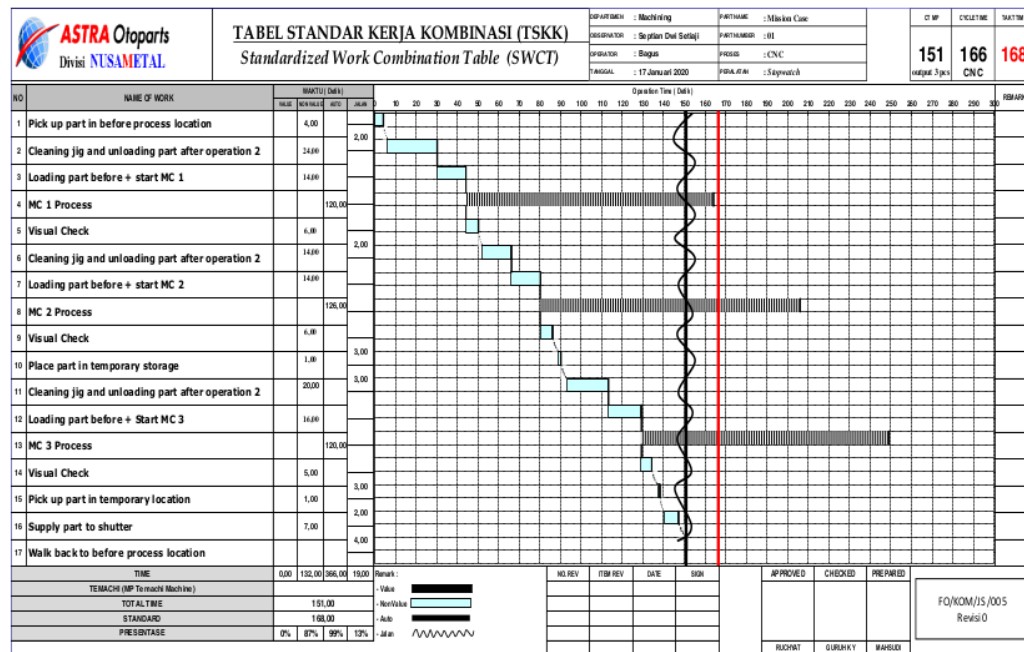 ASTRA Otoparts
Divisi NUSAMETAL
TABEL STANDAR KERJA KOMBINASI (TSKK)
Standardized Work Combination Table (SWCT)
DEPARTEMEN : Machining
OBSERVATOR : Septian Dwi Setiaji
OPERATOR : Bagus
TANGGAL : 17 Januari 2020
PART NAME : Mission Case
PART NUMBER : 01
PROSES : CNC
PERALATAN : Stopwatch
CT MP CYCLE TIME TAKT TIME
151 166 168
output 3 pcs CNC
NO NAME OF WORK WAKTU ( Detik) Operation Time ( Detik) REMARK
VALUE NON VALUE AUTO JALAN 0 10 20 30 40 50 60 70 80 90 100 110 120 130 140 150 160 170 180 190 200 210 220 230 240 250 260 270 280 290 300
1 Pick up part in before process location 4,00
2,00
2 Cleaning jig and unloading part after operation 2 24,00
3 Loading part before + start MC 1 14,00
4 MC 1 Process 120,00
5 Visual Check 6,00
2,00
6 Cleaning jig and unloading part after operation 2 14,00
7 Loading part before + start MC 2 14,00
8 MC 2 Process 126,00
9 Visual Check 6,00
3,00
10 Place part in temporary storage 1,00
3,00
11 Cleaning jig and unloading part after operation 2 20,00
12 Loading part before + Start MC 3 16,00
13 MC 3 Process 120,00
14 Visual Check 5,00
3,00
15 Pick up part in temporary location 1,00
2,00
16 Supply part to shutter 7,00
4,00
17 Walk back to before process location
TIME 0,00 132,00 366,00 19,00
TEMACHI (MP Temachi Machine)
TOTAL TIME 151,00
STANDARD 168,00
PRESENTASE 0% 87% 99% 13%
Remark :
- Value
- Non Value
- Auto
- Jalan
NO. REV ITEM REV DATE SIGN
APPROVED CHECKED PREPARED
RUCHYAT GURUH K Y MAHSUDI
FO/KOM/JS /005
Revisi 0